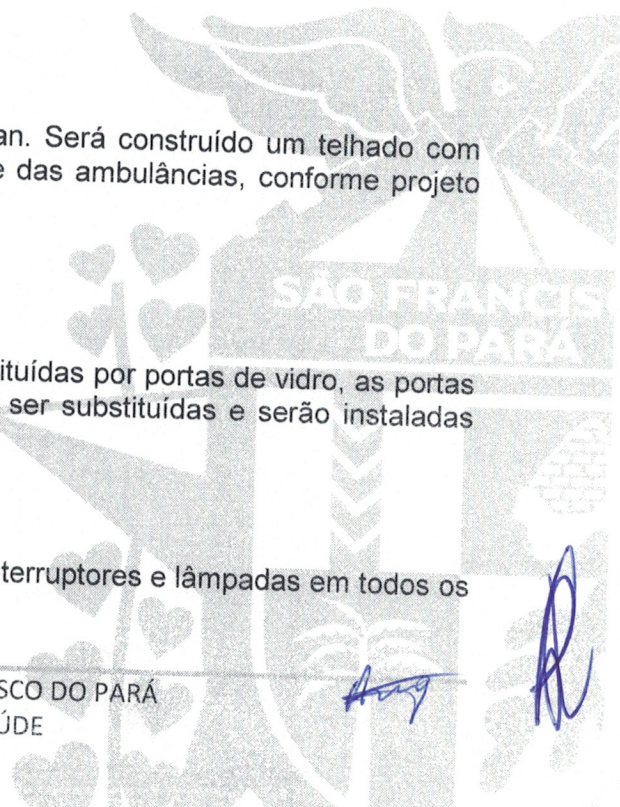 an. Será construído um telhado com
e das ambulâncias, conforme projeto
SÃO FRANCIS
DO PARÁ
ituídas por portas de vidro, as portas
ser substituídas e serão instaladas
terruptores e lâmpadas em todos os
SCO DO PARÁ
ÚDE